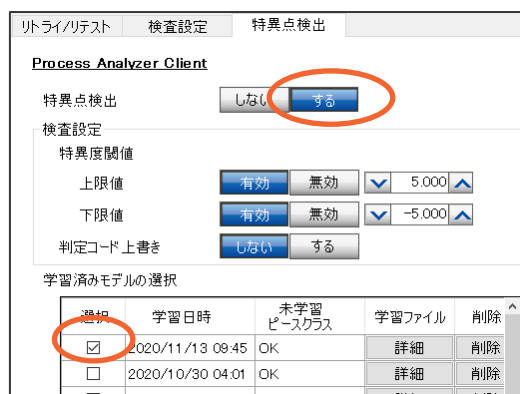 リトライ/リテスト 検査設定 特異点検出
Process Analyzer Client
特異点検出 しない する
検査設定
特異度閾値
上限値 有効 無効 5.000
下限値 有効 無効 -5.000
判定コード上書き しない する
学習済みモデルの選択
選択 学習日時 未学習 ピースクラス 学習ファイル 削除
2020/11/13 09:45 OK 詳細 削除
2020/10/30 04:01 OK 詳細 削除